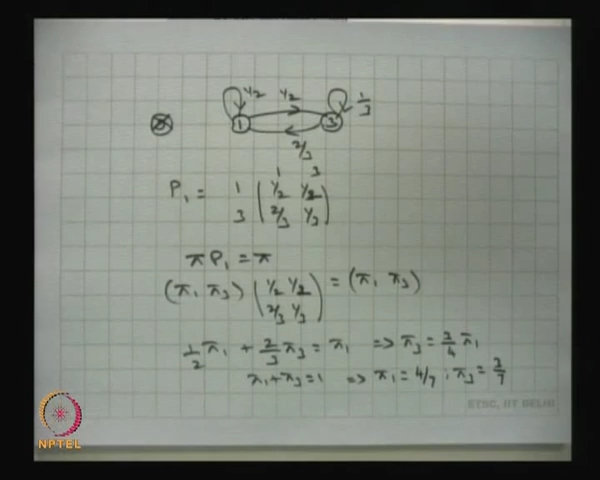 1/2 1/2 1/3
1 3
2/3
1 3
P₁ = 1 ( 1/2 1/2 )
3 ( 2/3 1/3 )
π P₁ = π
(π₁ π₃) ( 1/2 1/2 ) = (π₁ π₃)
( 2/3 1/3 )
1/2 π₁ + 2/3 π₃ = π₁ => π₃ = 3/4 π₁
π₁ + π₃ = 1 => π₁ = 4/7 ; π₃ = 3/7
ETSC, IIT DELHI
NPTEL